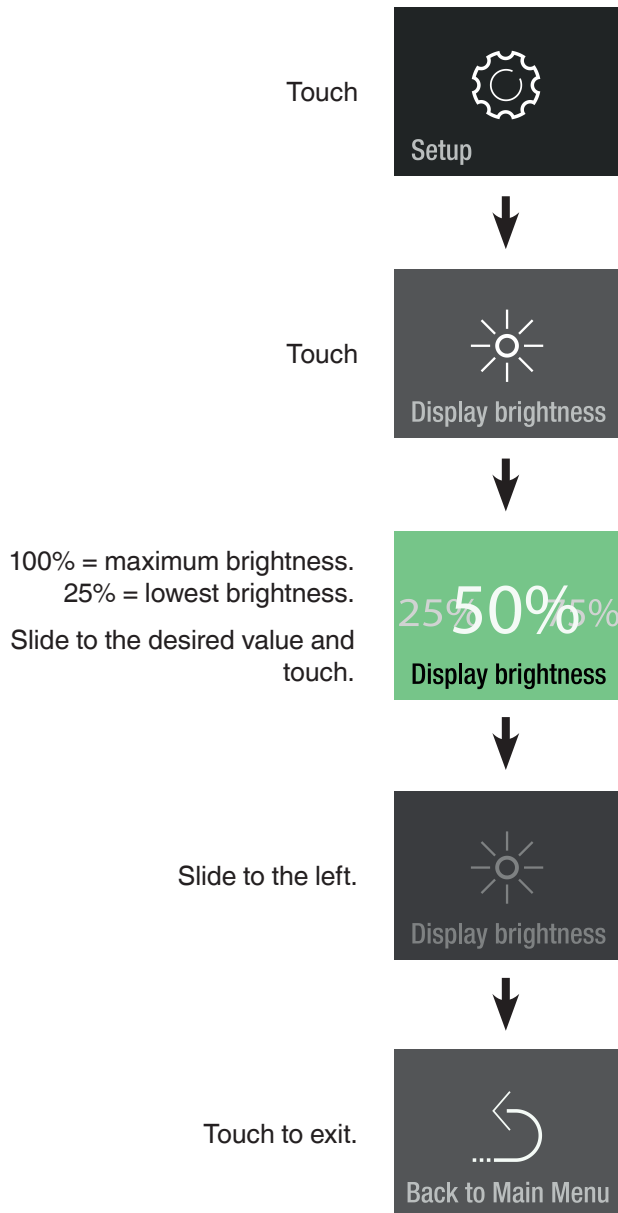 Touch
Setup
Touch
Display brightness
100% = maximum brightness.
25% = lowest brightness.
Slide to the desired value and
touch.
25% 50% 75%
Display brightness
Slide to the left.
Display brightness
Touch to exit.
Back to Main Menu